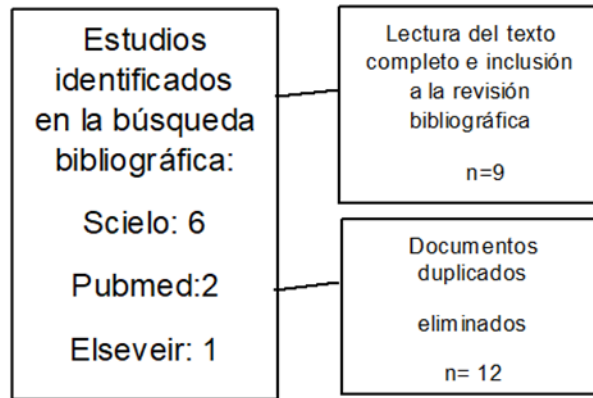 Estudios
identificados
en la búsqueda
bibliográfica:
Scielo: 6
Pubmed:2
Elseveir: 1
Lectura del texto
completo e inclusión
a la revisión
bibliográfica
n=9
Documentos
duplicados
eliminados
n= 12